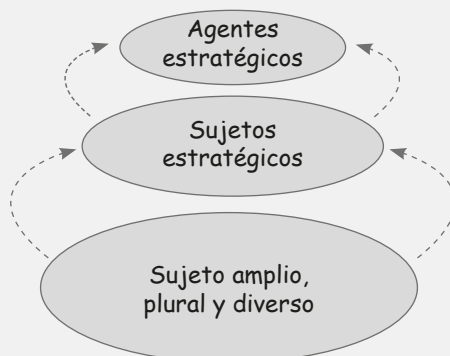 Agentes
estratégicos
Sujetos
estratégicos
Sujeto amplio,
plural y diverso